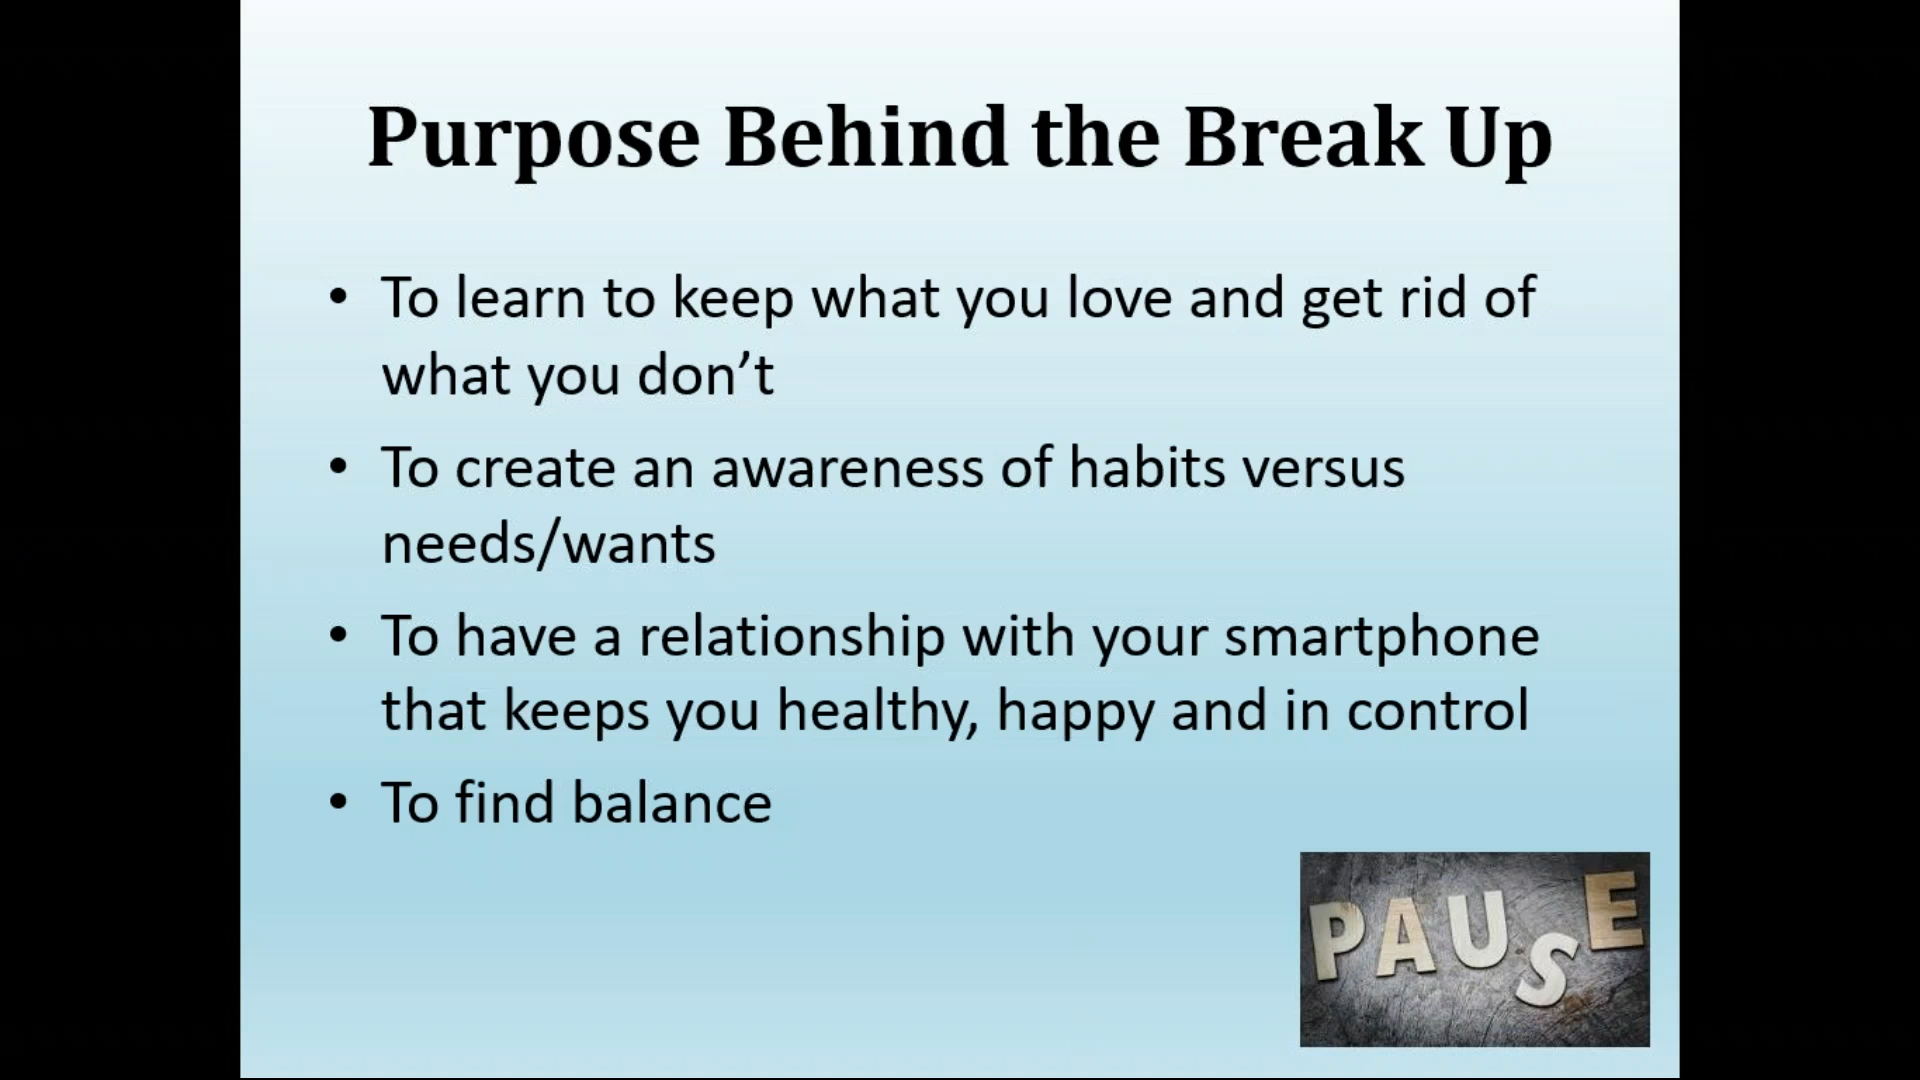 Purpose Behind the Break Up
• To learn to keep what you love and get rid of
what you don’t
• To create an awareness of habits versus
needs/wants
• To have a relationship with your smartphone
that keeps you healthy, happy and in control
• To find balance
PAUSE